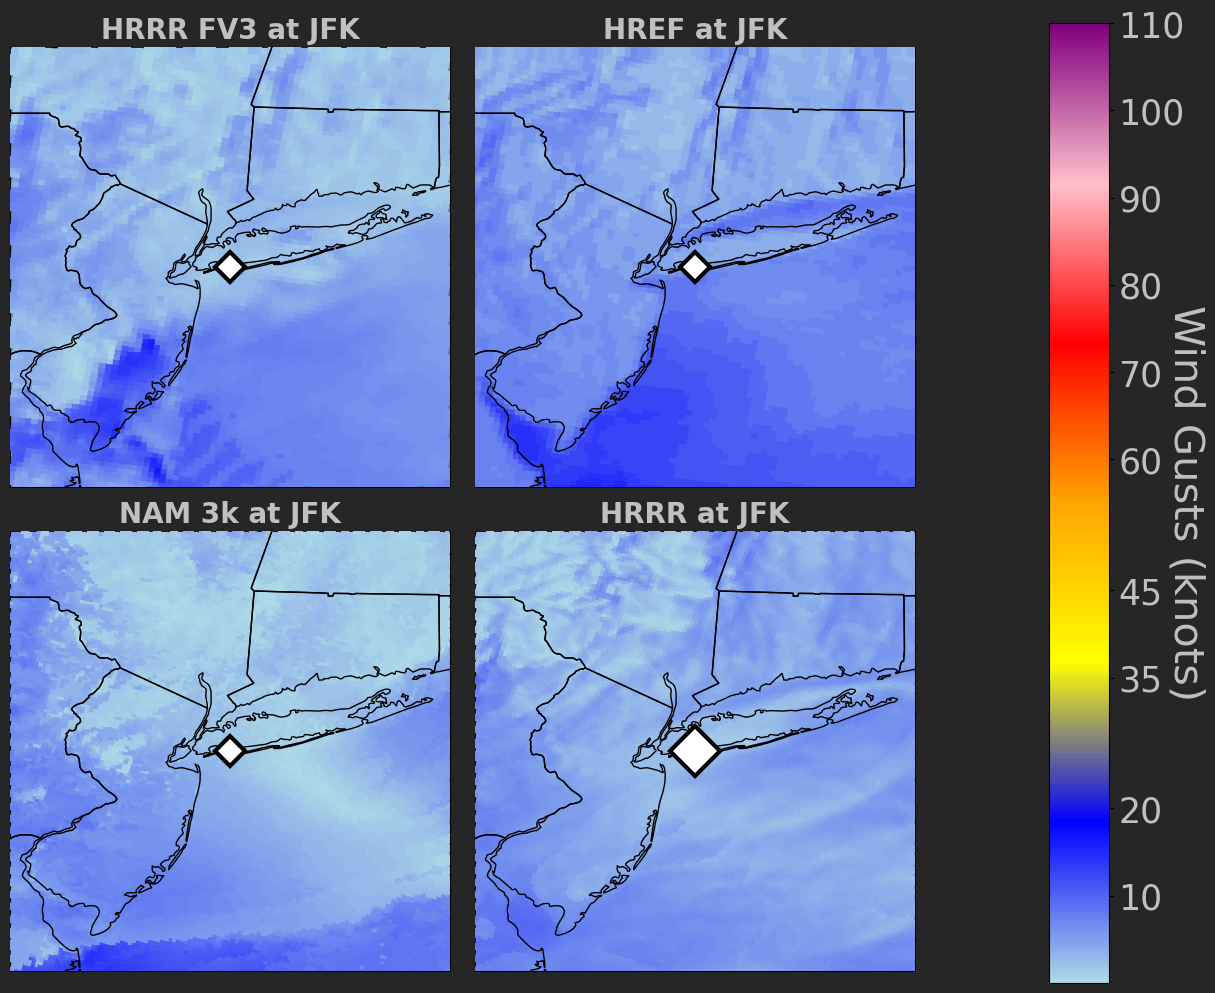 HRRR FV3 at JFK
HREF at JFK
NAM 3k at JFK
HRRR at JFK
110
100
90
80
70
60
45
35
20
10
Wind Gusts (knots)